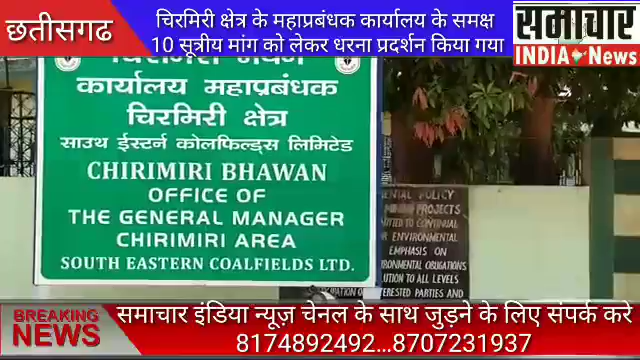 छतीसगढ
चिरमिरी क्षेत्र के महाप्रबंधक कार्यालय के समक्ष
10 सूत्रीय मांग को लेकर धरना प्रदर्शन किया गया
समाचार
INDIA News
कार्यालय महाप्रबंधक
चिरमिरी क्षेत्र
साउथ ईस्टर्न कोलफिल्ड्स लिमिटेड
CHIRIMIRI BHAWAN
OFFICE OF
THE GENERAL MANAGER
CHIRIMIRI AREA
SOUTH EASTERN COALFIELDS LTD.
POLICY
PROJECTS
CONTINUAL
ENVIRONMENTAL
EMPHASIS ON
OBLIGATIONS
TO ALL LEVELS
PARTIES AND
BREAKING
NEWS
समाचार इंडिया न्यूज़ चेनल के साथ जुड़ने के लिए संपर्क करे
8174892492...8707231937